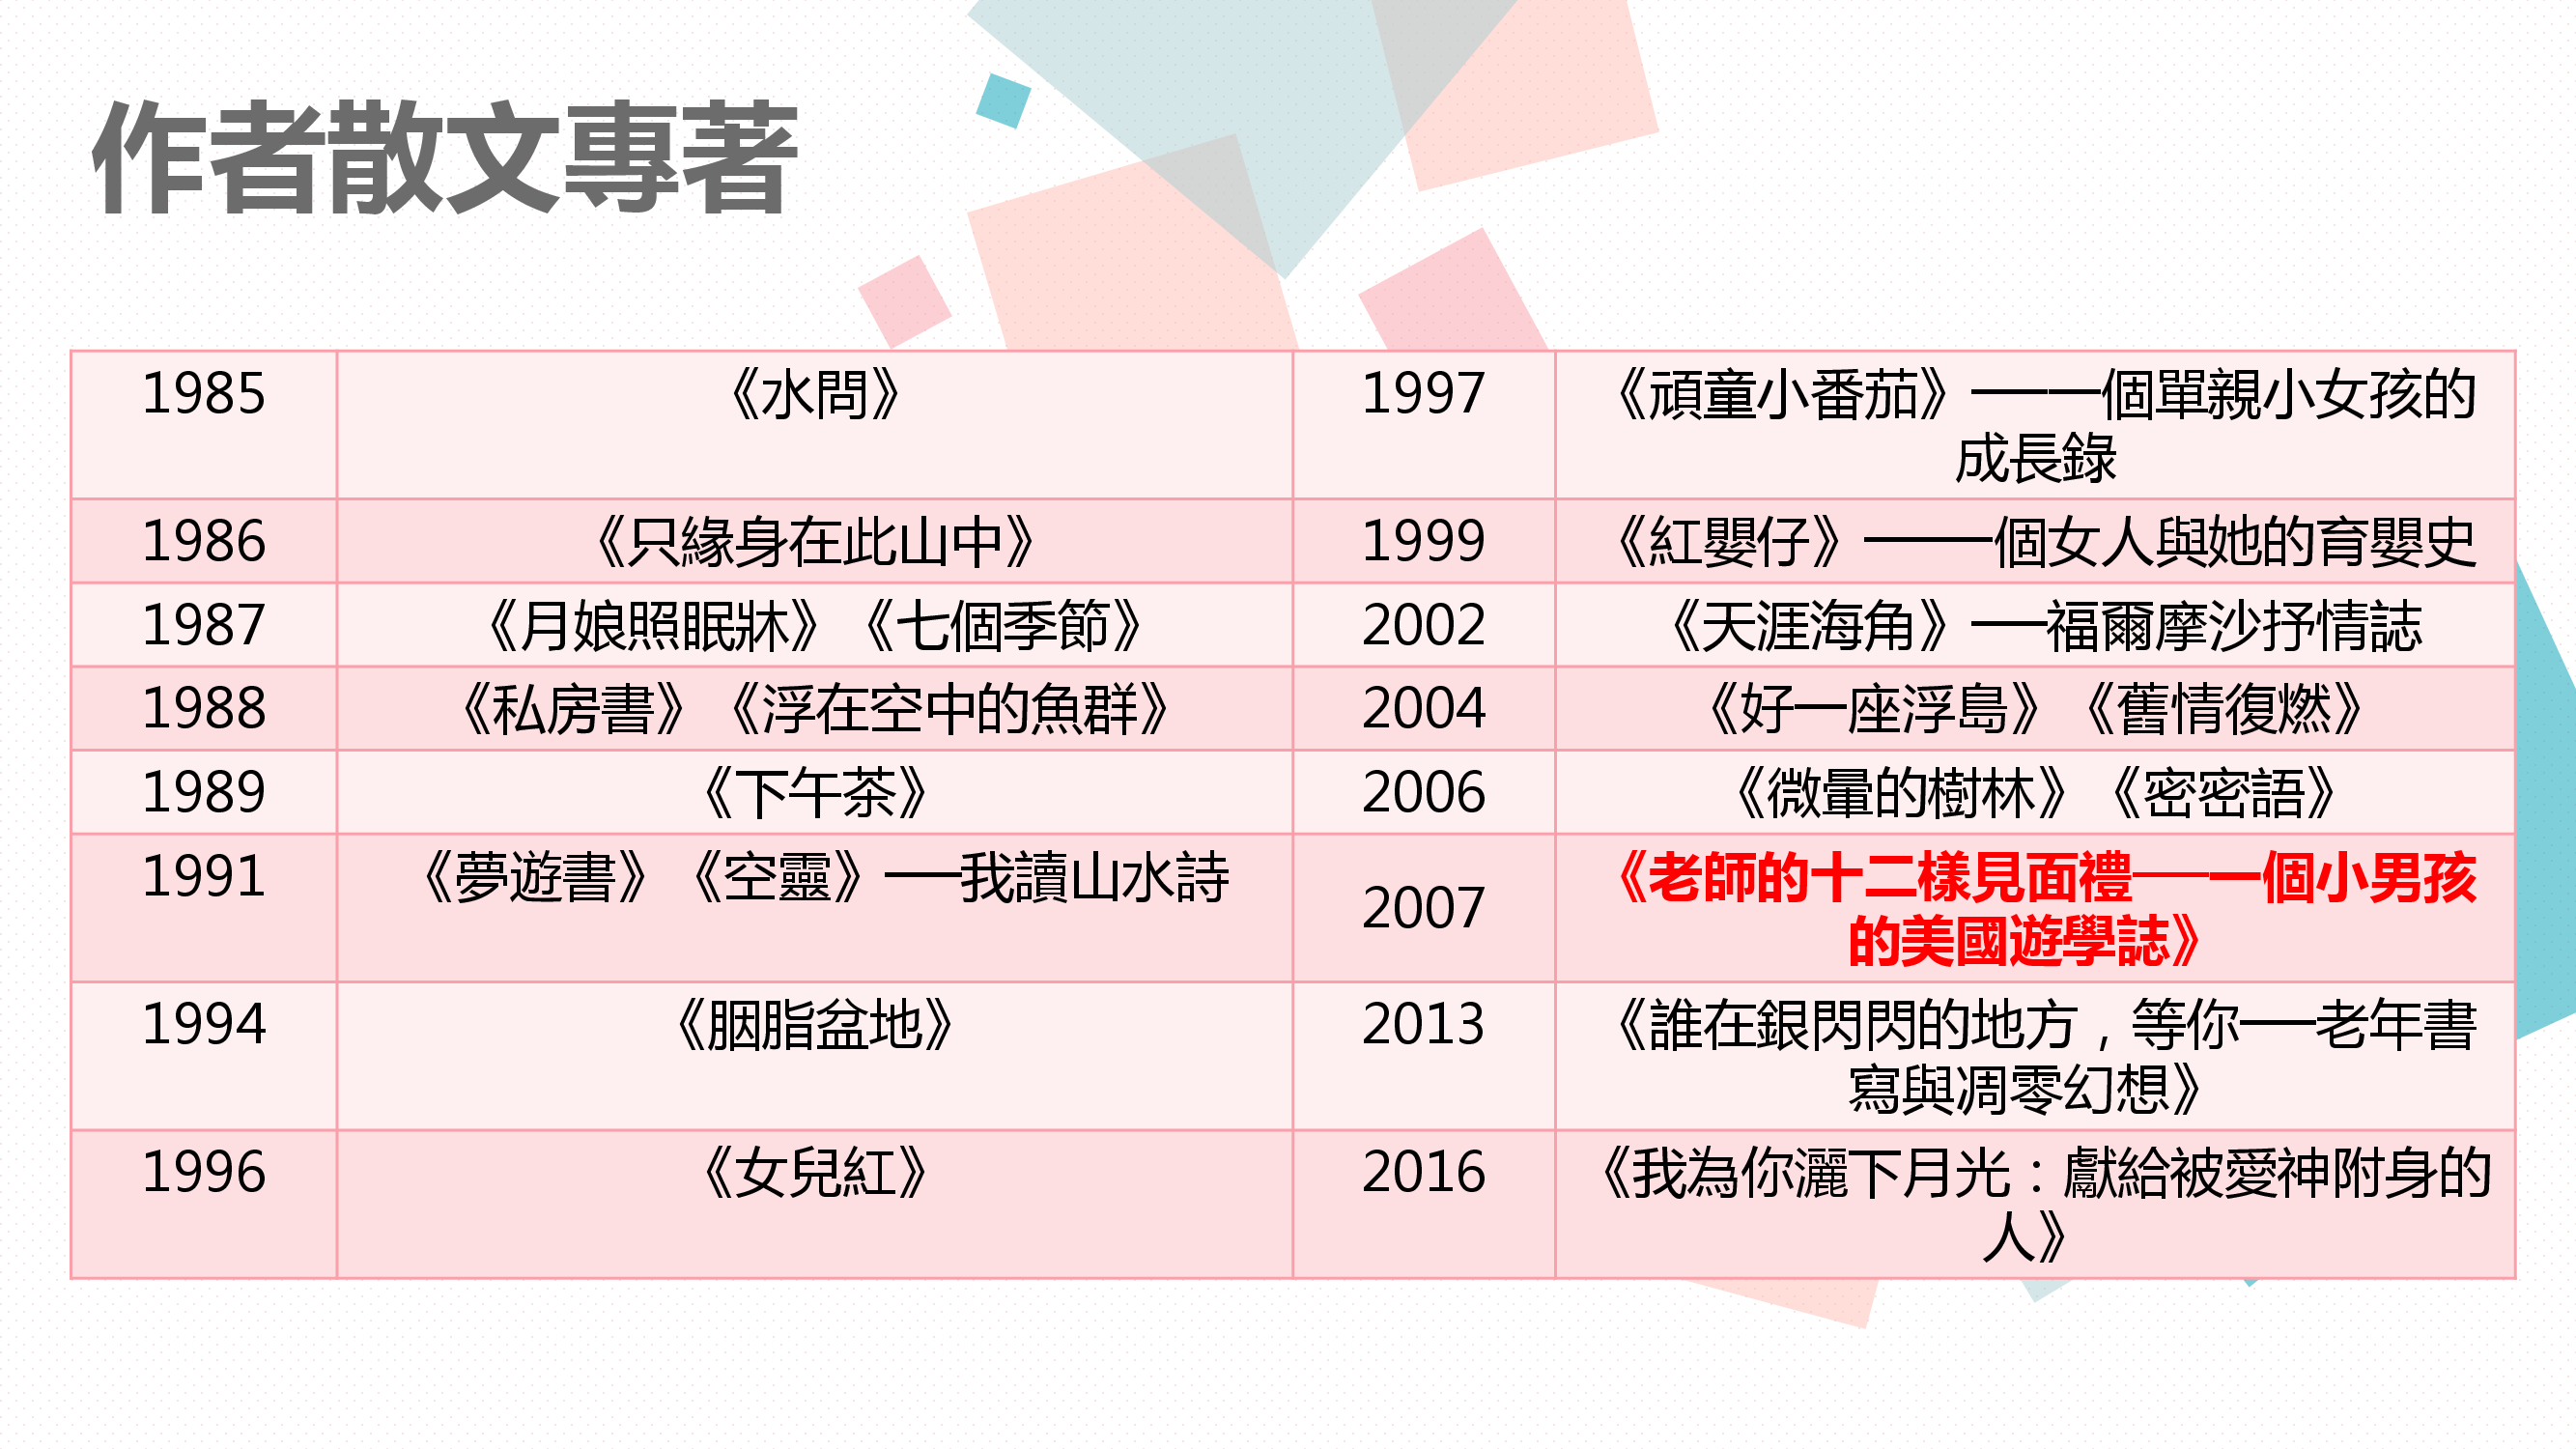 作者散文專著
1985 《水問》 1997 《頑童小番茄》──一個單親小女孩的
成長錄
1986 《只緣身在此山中》 1999 《紅嬰仔》──一個女人與她的育嬰史
1987 《月娘照眠牀》《七個季節》 2002 《天涯海角》──福爾摩沙抒情誌
1988 《私房書》《浮在空中的魚群》 2004 《好一座浮島》《舊情復燃》
1989 《下午茶》 2006 《微暈的樹林》《密密語》
1991 《夢遊書》《空靈》──我讀山水詩 2007 《老師的十二樣見面禮──一個小男孩
的美國遊學誌》
1994 《胭脂盆地》 2013 《誰在銀閃閃的地方，等你──老年書
寫與凋零幻想》
1996 《女兒紅》 2016 《我為你灑下月光：獻給被愛神附身的
人》